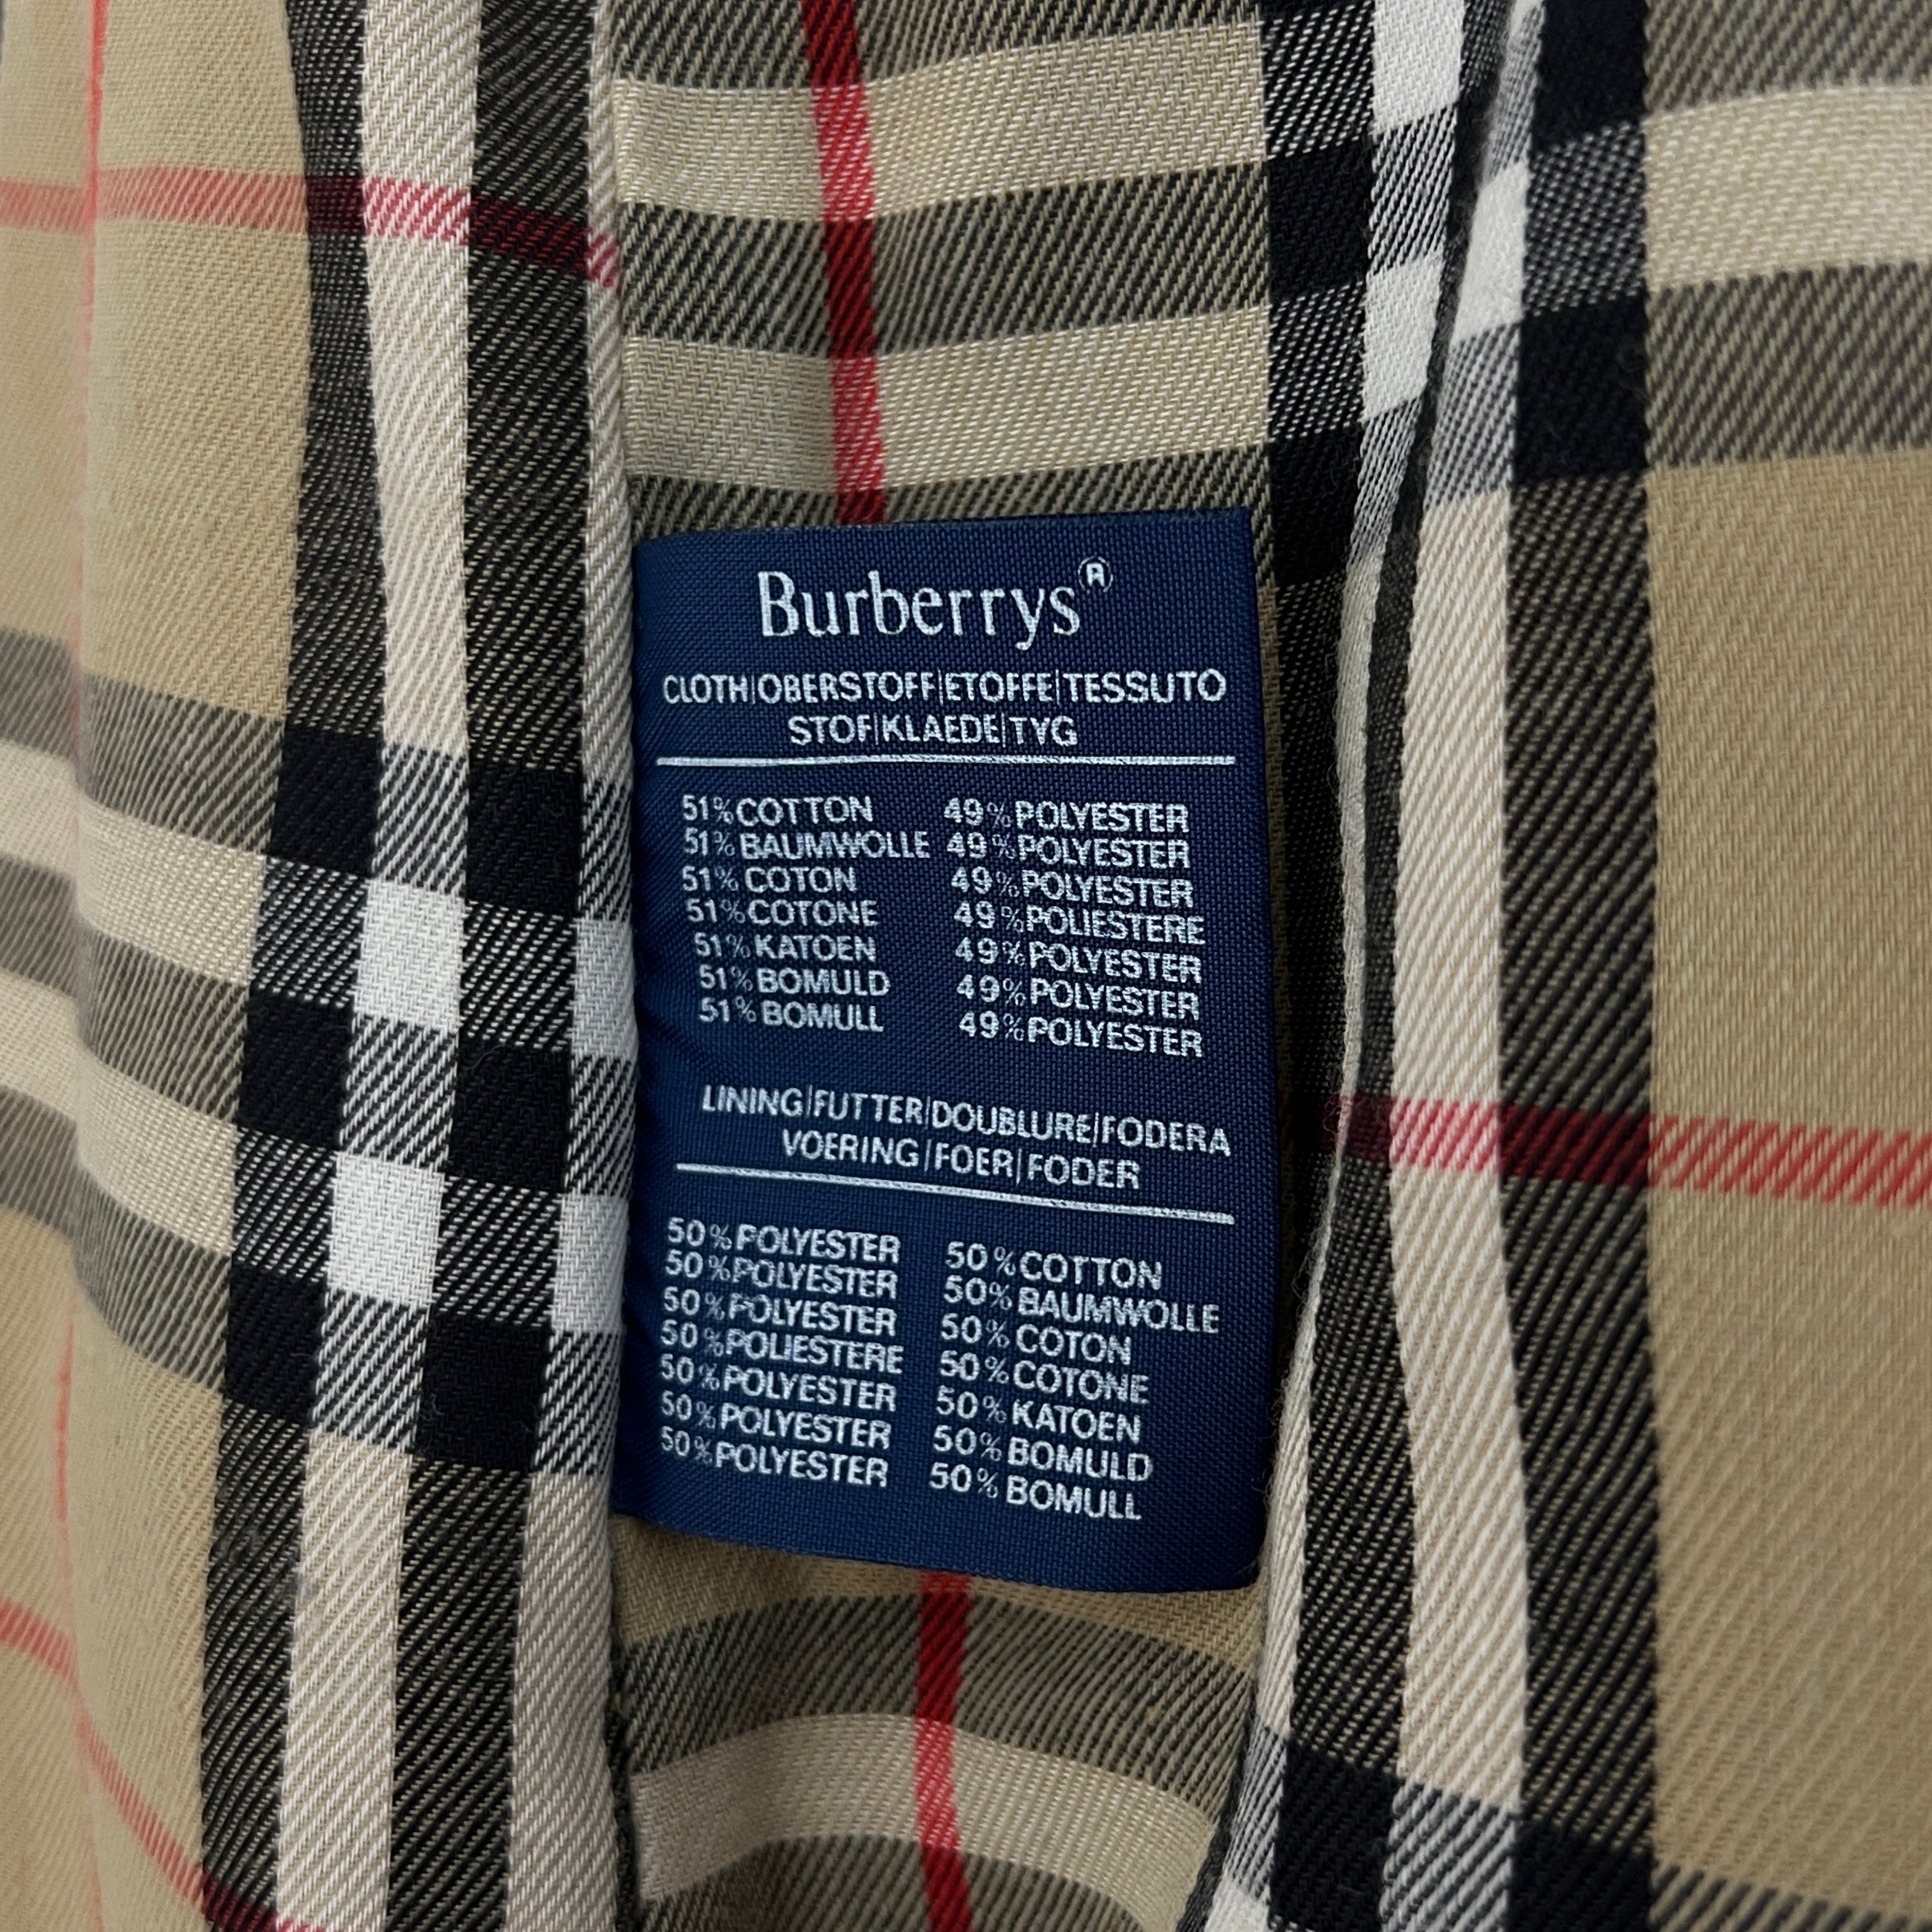 Burberrys®
CLOTH|OBERSTOFF|ETOFFE|TESSUTO
STOF|KLAEDE|TYG
51% COTTON 49% POLYESTER
51% BAUMWOLLE 49% POLYESTER
51% COTON 49% POLYESTER
51% COTONE 49% POLIESTERE
51% KATOEN 49% POLYESTER
51% BOMULD 49% POLYESTER
51% BOMULL 49% POLYESTER
LINING|FUTTER|DOUBLURE|FODERA
VOERING|FOER|FODER
50% POLYESTER 50% COTTON
50% POLYESTER 50% BAUMWOLLE
50% POLYESTER 50% COTON
50% POLIESTERE 50% COTONE
50% POLYESTER 50% KATOEN
50% POLYESTER 50% BOMULD
50% POLYESTER 50% BOMULL